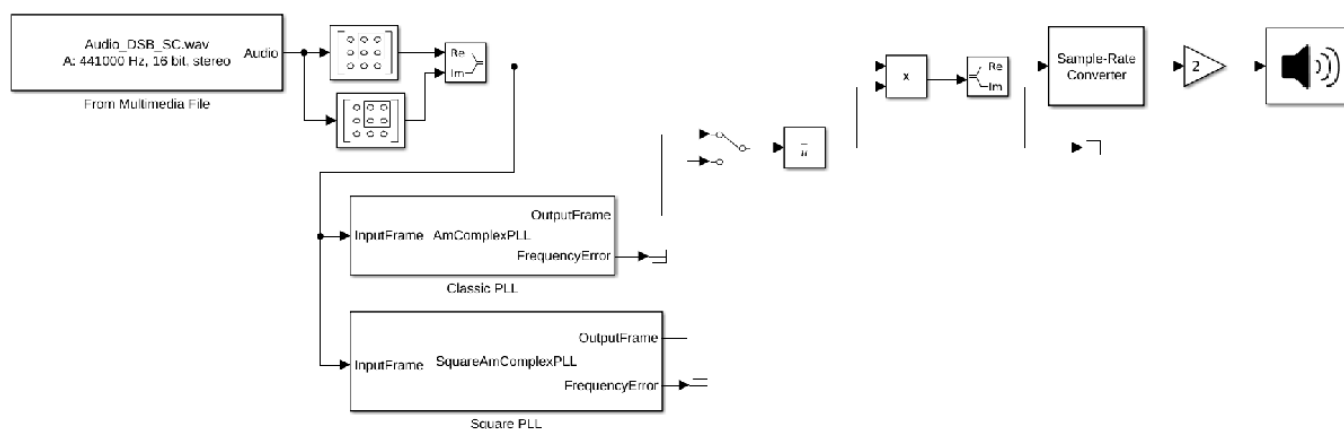 Audio_DSB_SC.wav
A: 441000 Hz, 16 bit, stereo
Audio
From Multimedia File
Re
Im
x
Re
Im
Sample-Rate
Converter
2
u
OutputFrame
InputFrame AmComplexPLL
FrequencyError
Classic PLL
OutputFrame
InputFrame SquareAmComplexPLL
FrequencyError
Square PLL